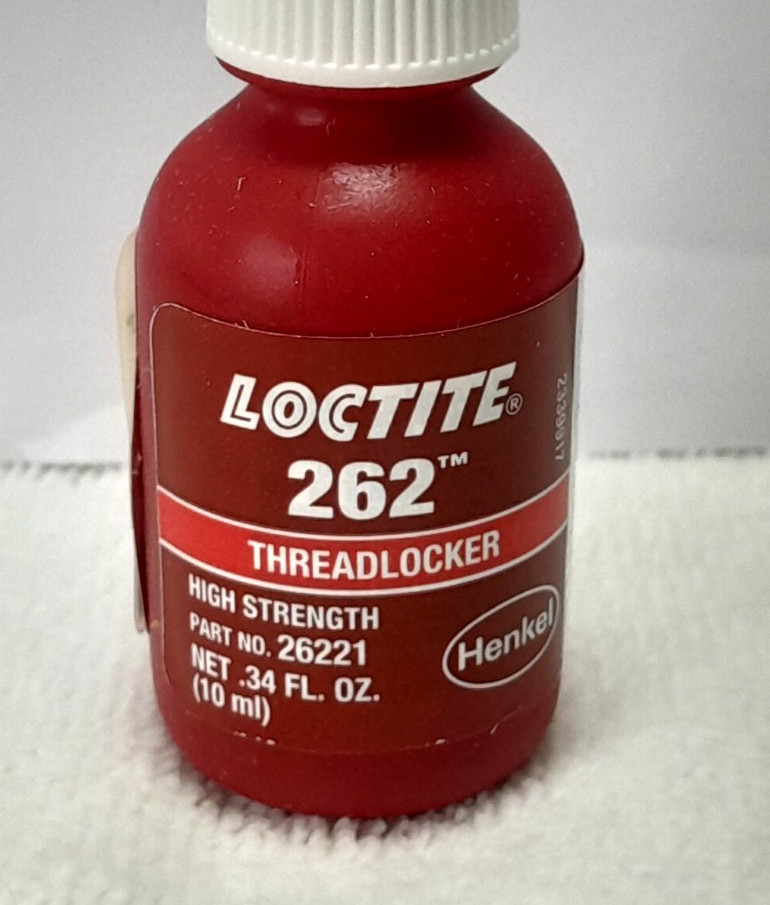 LOCTITE®
262™
THREADLOCKER
HIGH STRENGTH
PART NO. 26221
NET .34 FL. OZ.
(10 ml)
Henkel